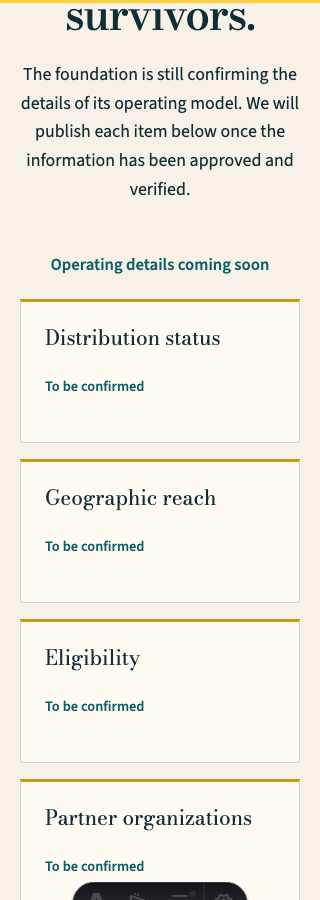 survivors.
The foundation is still confirming the
details of its operating model. We will
publish each item below once the
information has been approved and
verified.
Operating details coming soon
Distribution status
To be confirmed
Geographic reach
To be confirmed
Eligibility
To be confirmed
Partner organizations
To be confirmed